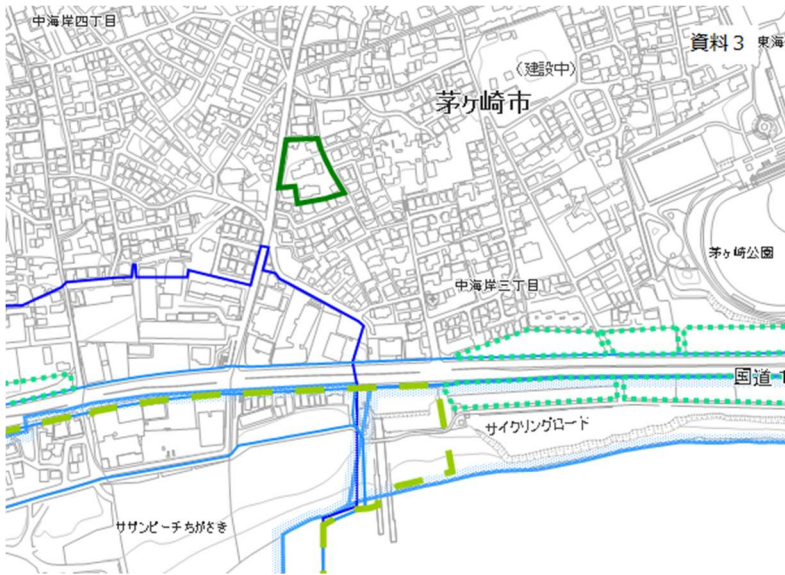 中海岸四丁目
資料3
東海
(建設中)
茅ヶ崎市
茅ヶ崎公園
中海岸三丁目
国道1
サイクリングロード
サザンビーチちがさき